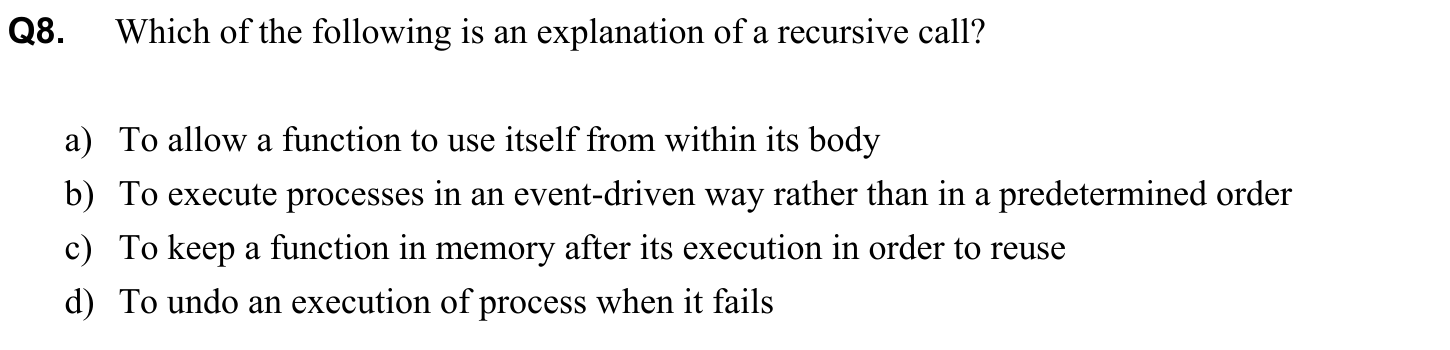 Q8. Which of the following is an explanation of a recursive call?
a) To allow a function to use itself from within its body
b) To execute processes in an event-driven way rather than in a predetermined order
c) To keep a function in memory after its execution in order to reuse
d) To undo an execution of process when it fails